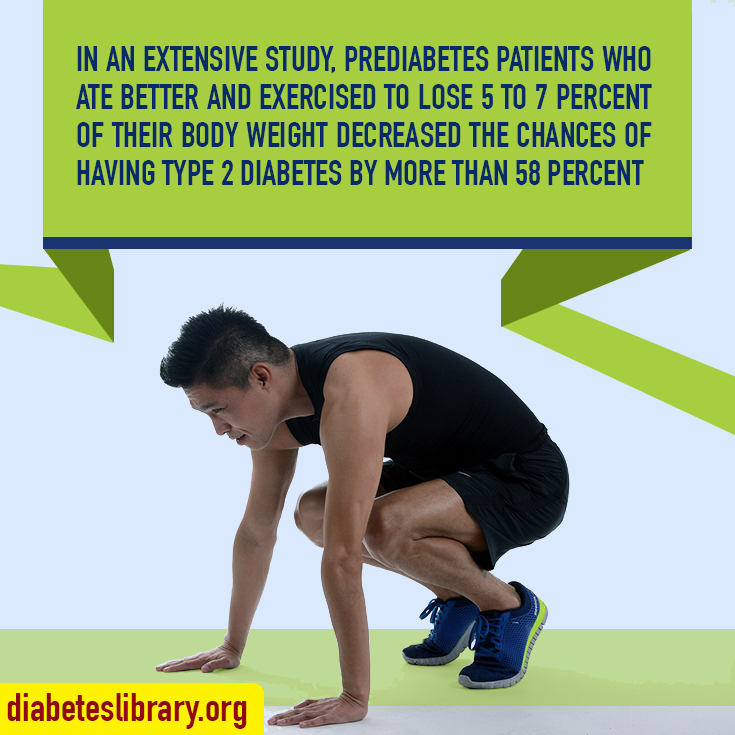 IN AN EXTENSIVE STUDY, PREDIABETES PATIENTS WHO
ATE BETTER AND EXERCISED TO LOSE 5 TO 7 PERCENT
OF THEIR BODY WEIGHT DECREASED THE CHANCES OF
HAVING TYPE 2 DIABETES BY MORE THAN 58 PERCENT
diabeteslibrary.org